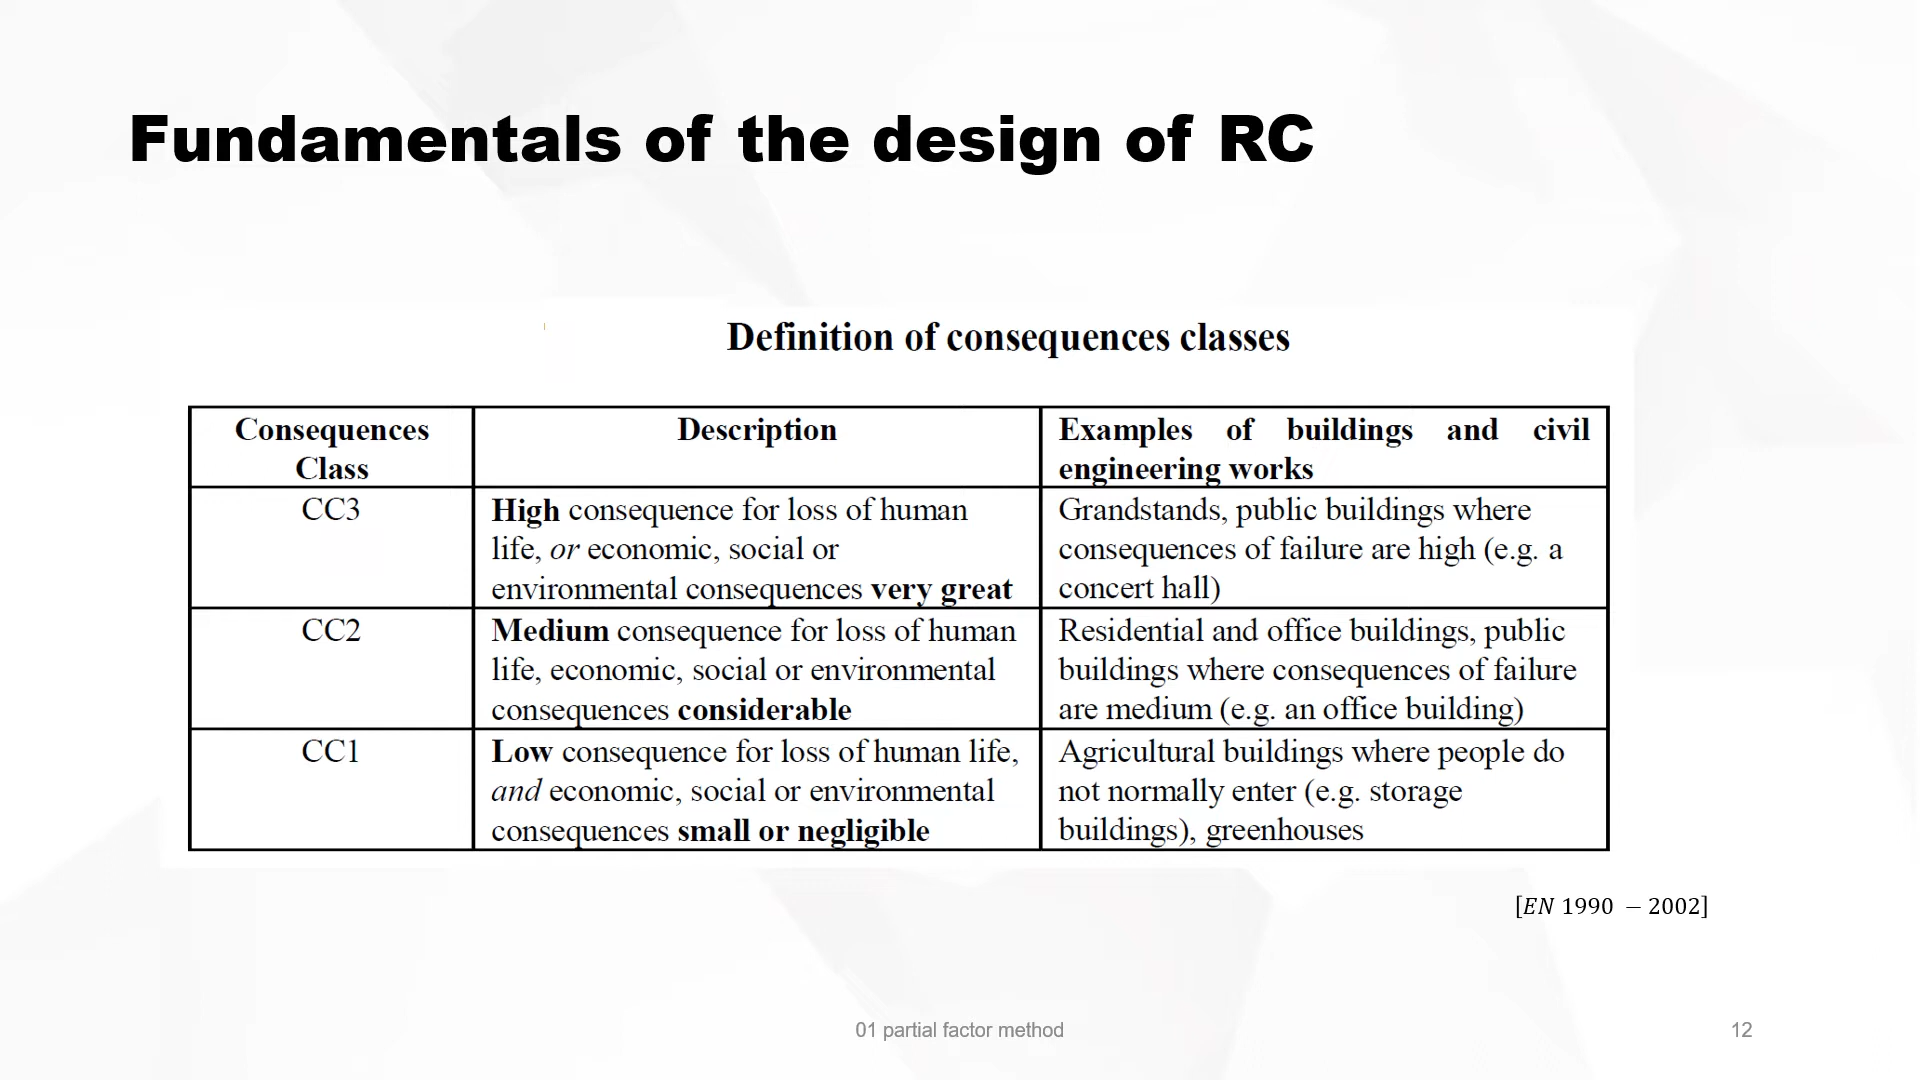 Fundamentals of the design of RC
Definition of consequences classes
Consequences
Class
Description
Examples of buildings and civil
engineering works
CC3
High consequence for loss of human
life, or economic, social or
environmental consequences very great
Grandstands, public buildings where
consequences of failure are high (e.g. a
concert hall)
CC2
Medium consequence for loss of human
life, economic, social or environmental
consequences considerable
Residential and office buildings, public
buildings where consequences of failure
are medium (e.g. an office building)
CC1
Low consequence for loss of human life,
and economic, social or environmental
consequences small or negligible
Agricultural buildings where people do
not normally enter (e.g. storage
buildings), greenhouses
[EN 1990 − 2002]
01 partial factor method
12